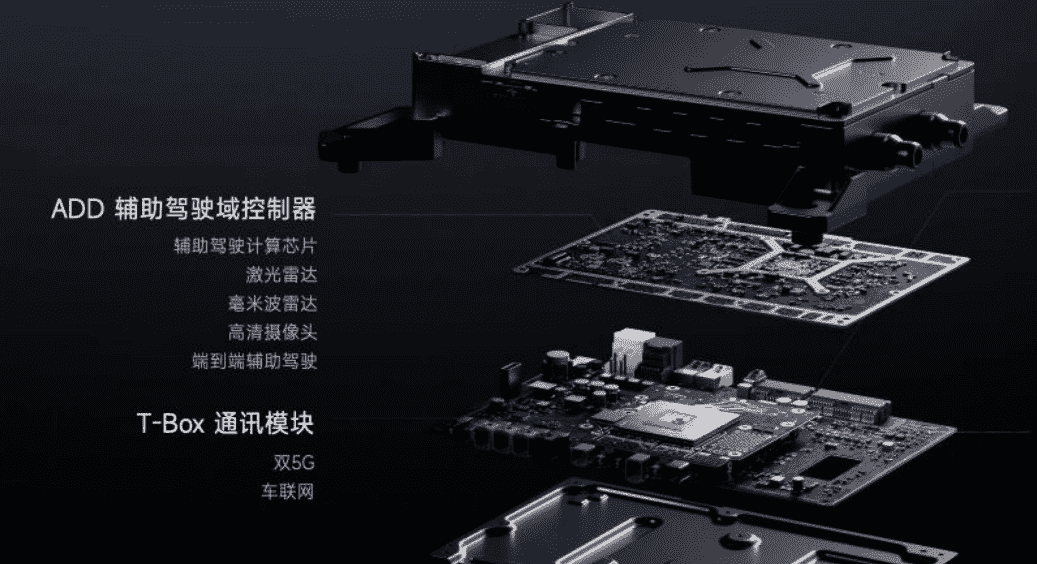 ADD 辅助驾驶域控制器
辅助驾驶计算芯片
激光雷达
毫米波雷达
高清摄像头
端到端辅助驾驶
T-Box 通讯模块
双5G
车联网